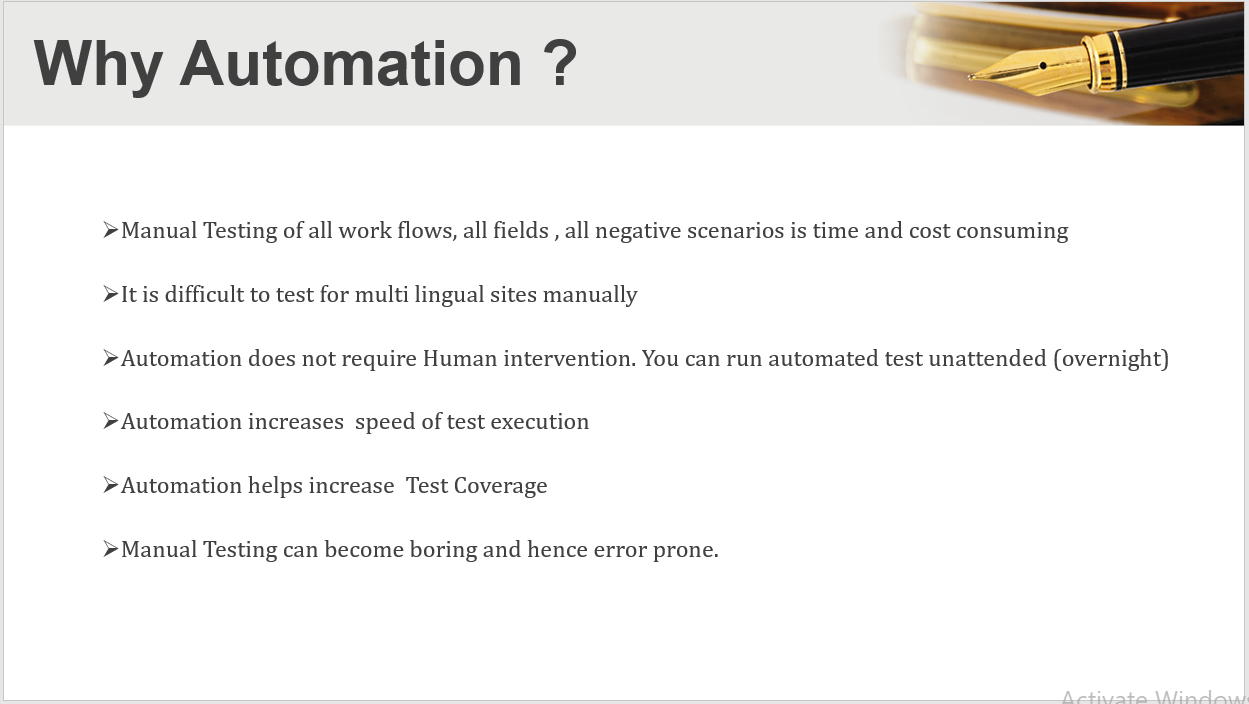 Why Automation ?
➢Manual Testing of all work flows, all fields , all negative scenarios is time and cost consuming
➢It is difficult to test for multi lingual sites manually
➢Automation does not require Human intervention. You can run automated test unattended (overnight)
➢Automation increases  speed of test execution
➢Automation helps increase  Test Coverage
➢Manual Testing can become boring and hence error prone.
Activate Windows